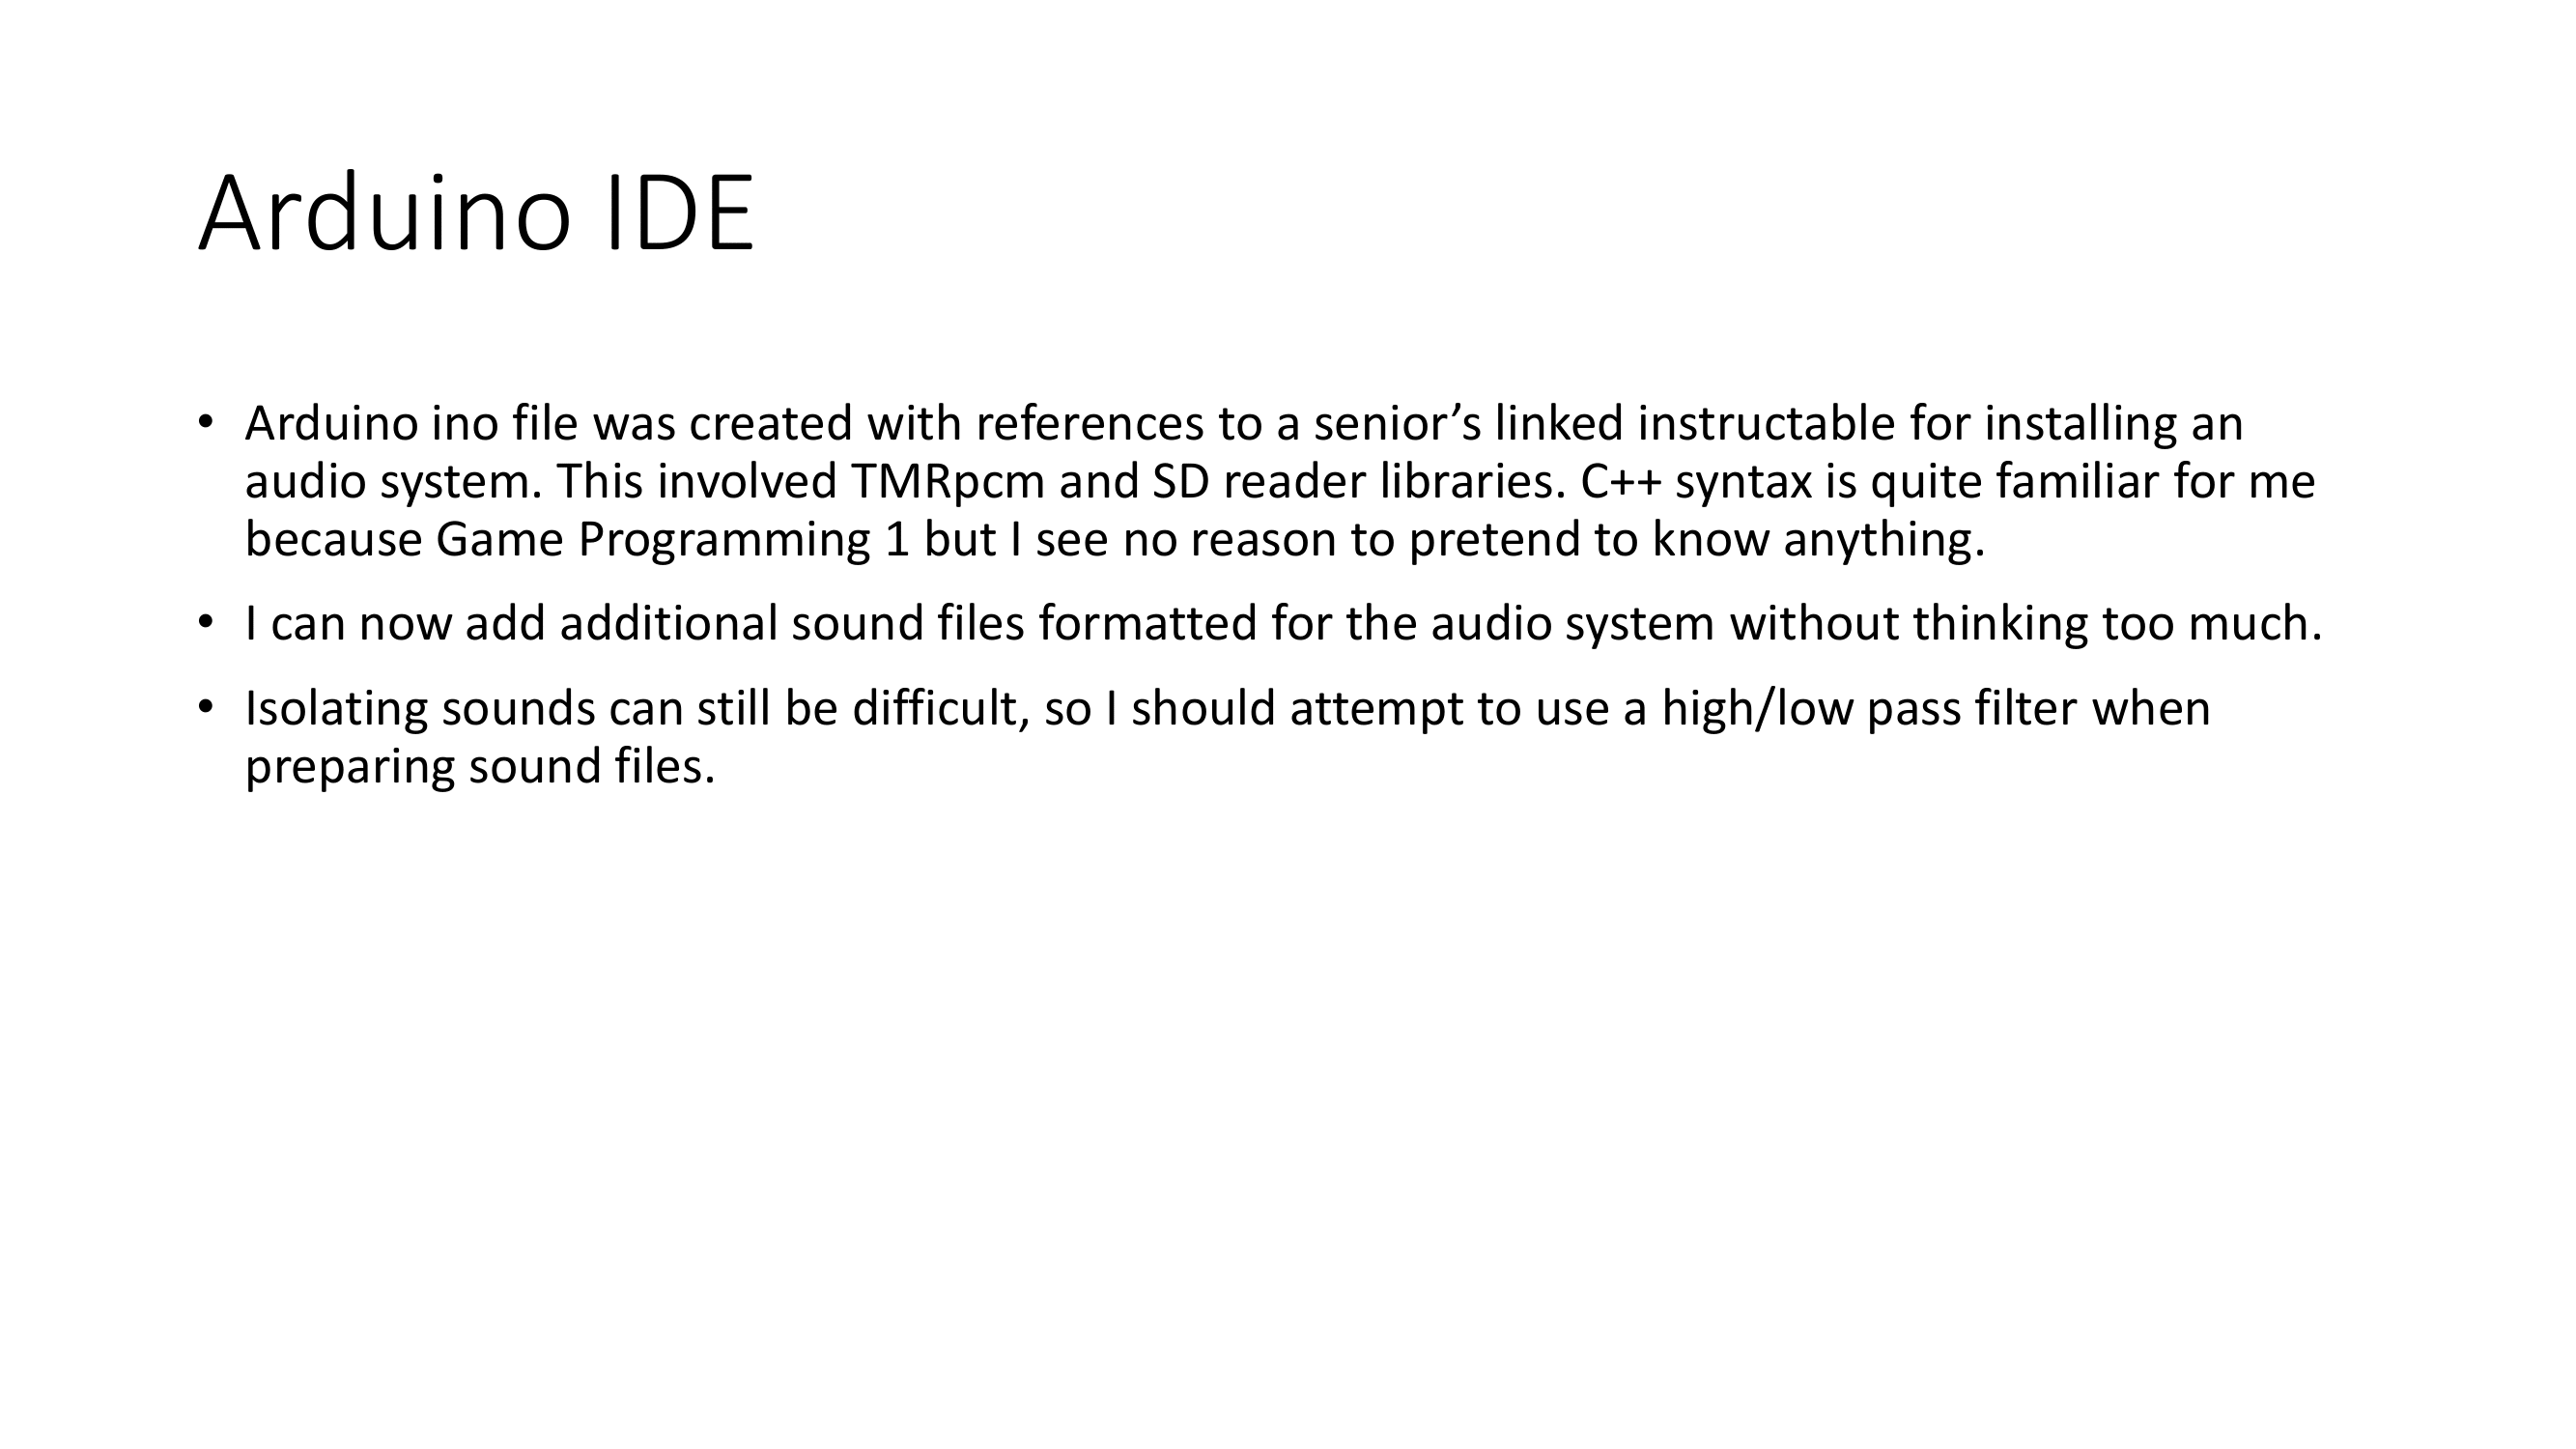 Arduino IDE
• Arduino ino file was created with references to a senior’s linked instructable for installing an
audio system. This involved TMRpcm and SD reader libraries. C++ syntax is quite familiar for me
because Game Programming 1 but I see no reason to pretend to know anything.
• I can now add additional sound files formatted for the audio system without thinking too much.
• Isolating sounds can still be difficult, so I should attempt to use a high/low pass filter when
preparing sound files.